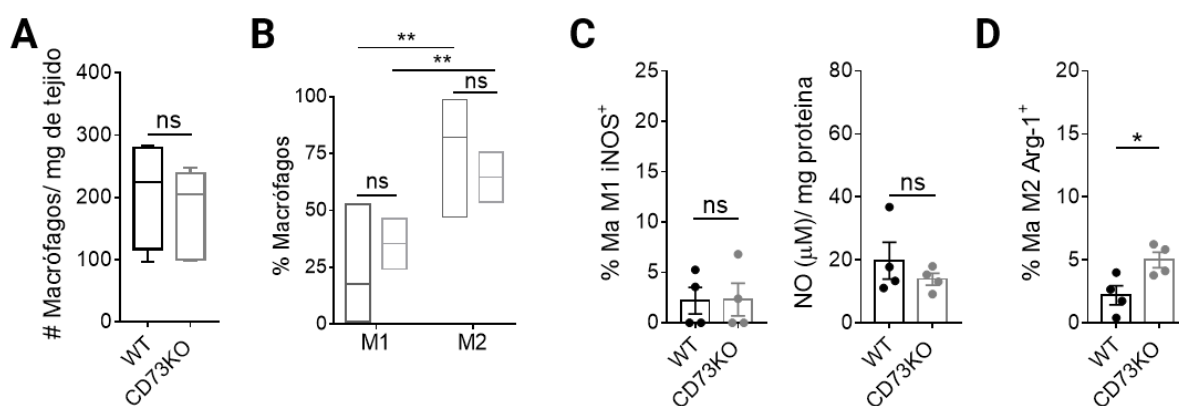 A
# Macrófagos/ mg de tejido
400
300
200
100
0
ns
WT
CD73KO
B
% Macrófagos
100
75
50
25
0
**
**
ns
ns
M1
M2
C
% Ma M1 iNOS+
25
20
15
10
5
0
ns
WT
CD73KO
NO (μM)/ mg proteina
80
60
40
20
0
ns
WT
CD73KO
D
% Ma M2 Arg-1+
20
15
10
5
0
*
WT
CD73KO